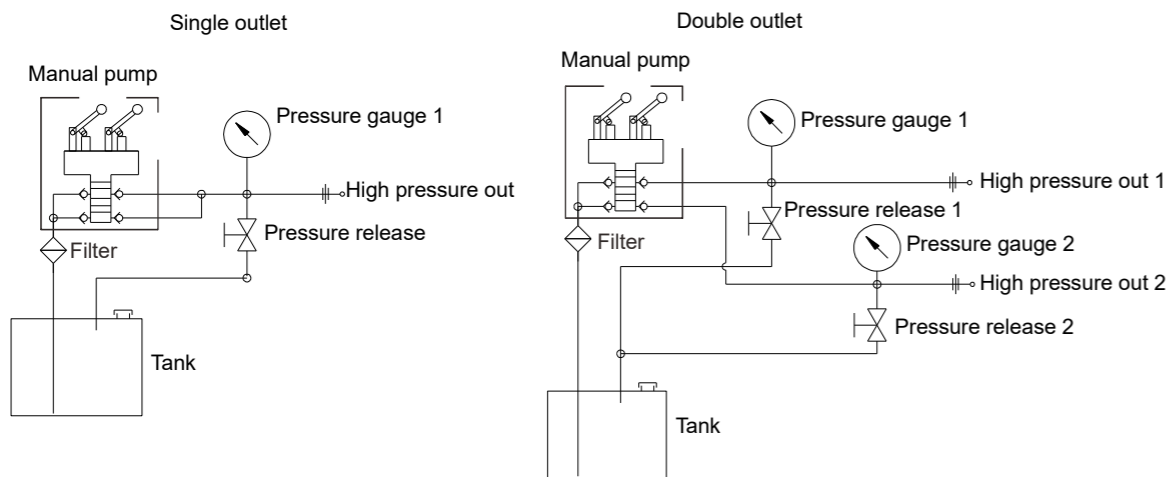 Single outlet
Manual pump
Pressure gauge 1
High pressure out
Pressure release
Filter
Tank
Double outlet
Manual pump
Pressure gauge 1
High pressure out 1
Pressure release 1
Filter
Pressure gauge 2
High pressure out 2
Pressure release 2
Tank